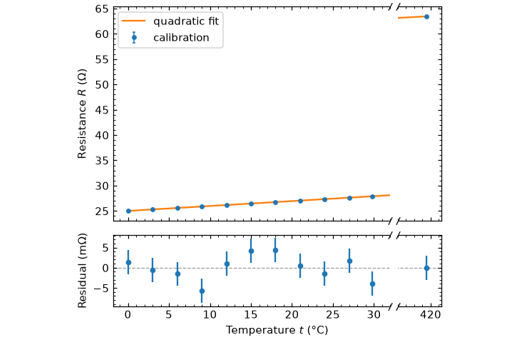 65
60
55
50
45
40
35
30
25
Resistance R (Ω)
quadratic fit
calibration
5
0
−5
Residual (mΩ)
0 5 10 15 20 25 30 420
Temperature t (°C)